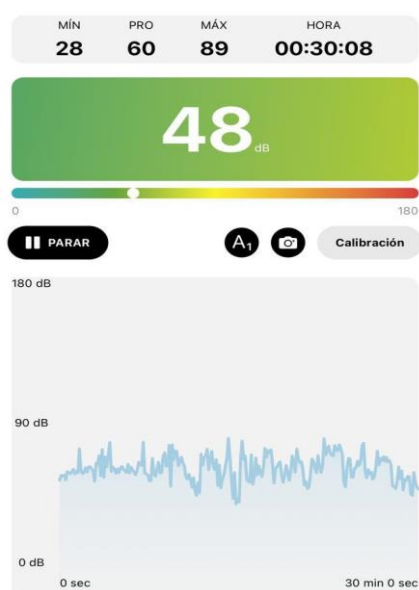 MÍN PRO MÁX HORA
28 60 89 00:30:08
48 dB
0 180
PARAR A1 Calibración
180 dB
90 dB
0 dB
0 sec 30 min 0 sec